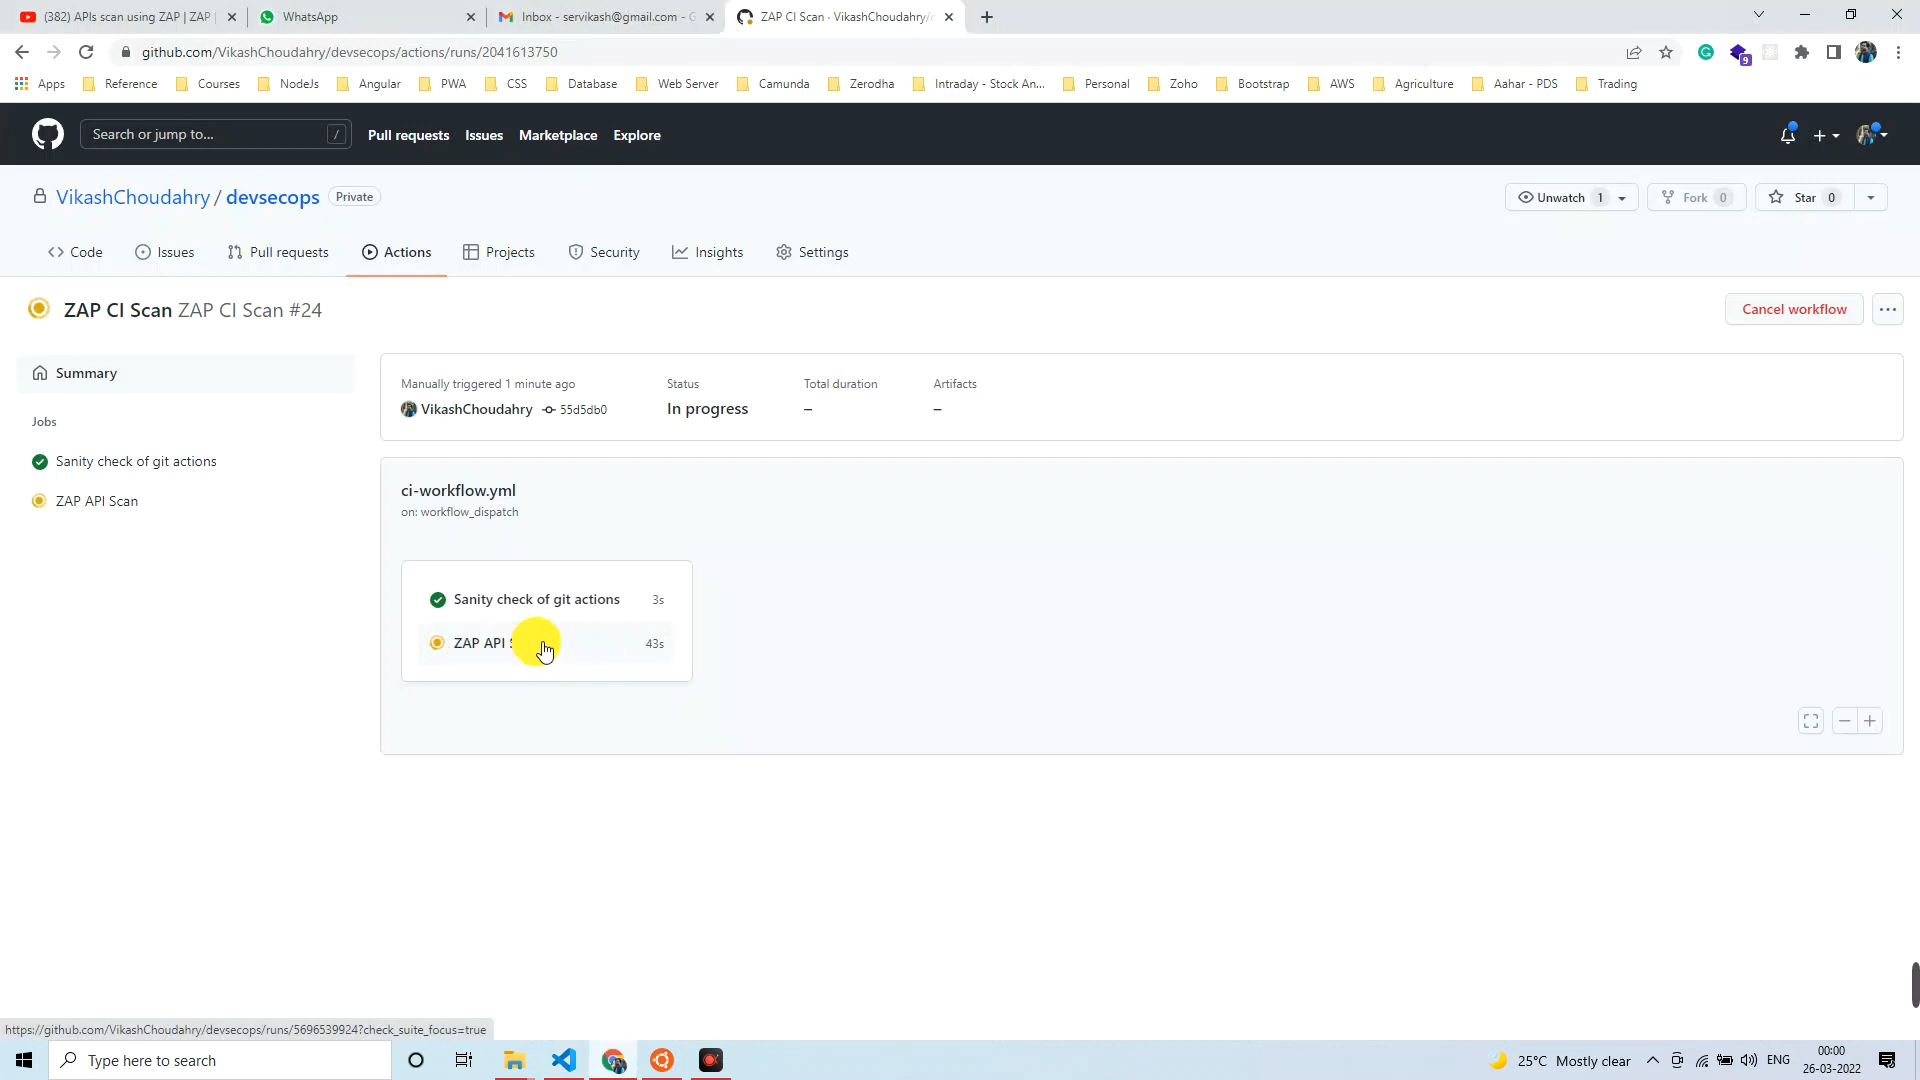 (382) APIs scan using ZAP | ZAP |
WhatsApp
Inbox - servikash@gmail.com - G
ZAP CI Scan · VikashChoudahry/d
github.com/VikashChoudahry/devsecops/actions/runs/2041613750
9
Apps
Reference
Courses
NodeJs
Angular
PWA
CSS
Database
Web Server
Camunda
Zerodha
Intraday - Stock An...
Personal
Zoho
Bootstrap
AWS
Agriculture
Aahar - PDS
Trading
Search or jump to...
/
Pull requests
Issues
Marketplace
Explore
VikashChoudahry / devsecops
Private
Unwatch 1
Fork 0
Star 0
Code
Issues
Pull requests
Actions
Projects
Security
Insights
Settings
ZAP CI Scan ZAP CI Scan #24
Cancel workflow
Summary
Jobs
Sanity check of git actions
ZAP API Scan
Manually triggered 1 minute ago
VikashChoudahry 55d5db0
Status
In progress
Total duration
–
Artifacts
–
ci-workflow.yml
on: workflow_dispatch
Sanity check of git actions 3s
ZAP API 43s
https://github.com/VikashChoudahry/devsecops/runs/5696539924?check_suite_focus=true
Type here to search
25°C Mostly clear
ENG
00:00
26-03-2022